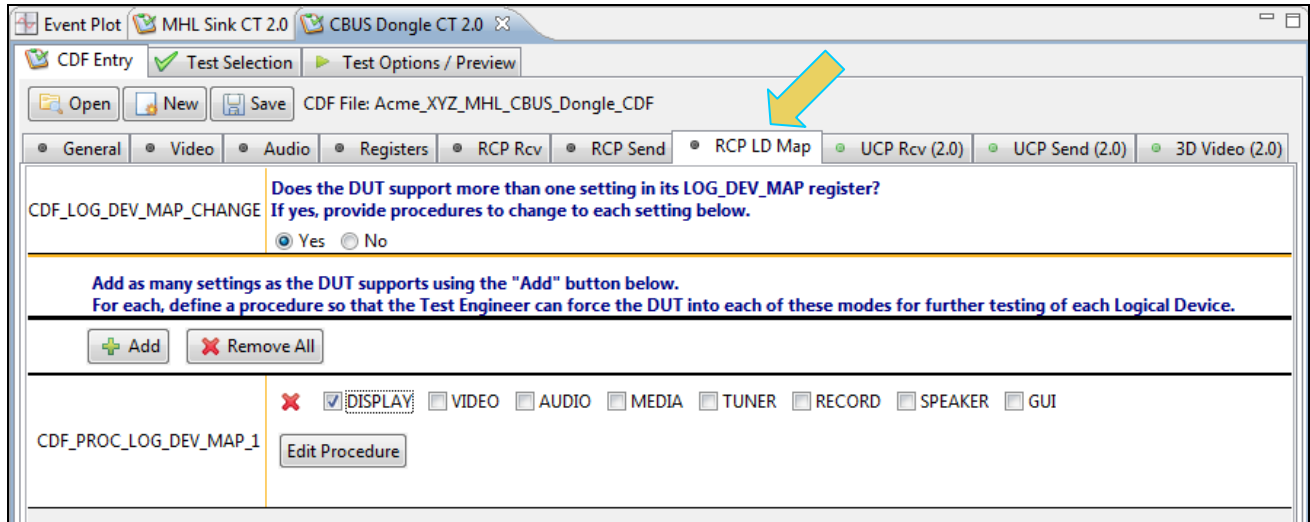 Event Plot MHL Sink CT 2.0 CBUS Dongle CT 2.0
CDF Entry Test Selection Test Options / Preview
Open New Save CDF File: Acme_XYZ_MHL_CBUS_Dongle_CDF
General Video Audio Registers RCP Rcv RCP Send RCP LD Map UCP Rcv (2.0) UCP Send (2.0) 3D Video (2.0)
Does the DUT support more than one setting in its LOG_DEV_MAP register?
CDF_LOG_DEV_MAP_CHANGE If yes, provide procedures to change to each setting below.
Yes No
Add as many settings as the DUT supports using the "Add" button below.
For each, define a procedure so that the Test Engineer can force the DUT into each of these modes for further testing of each Logical Device.
Add Remove All
DISPLAY VIDEO AUDIO MEDIA TUNER RECORD SPEAKER GUI
CDF_PROC_LOG_DEV_MAP_1
Edit Procedure